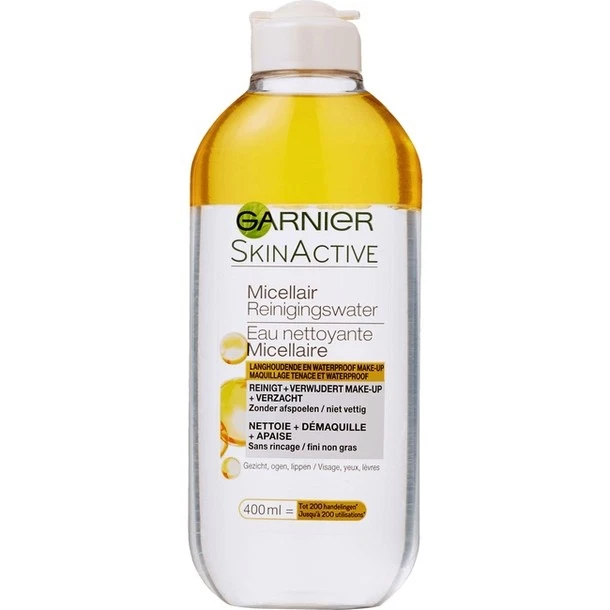 GARNIER
SKINACTIVE
Micellair
Reinigingswater
Eau nettoyante
Micellaire
LANGHOUDENDE EN WATERPROOF MAKE-UP
MAQUILLAGE TENACE ET WATERPROOF
REINIGT + VERWIJDERT MAKE-UP
+ VERZACHT
Zonder afspoelen / niet vettig
NETTOIE + DÉMAQUILLE
+ APAISE
Sans rincage / fini non gras
Gezicht, ogen, lippen / Visage, yeux, lèvres
400ml = Tot 200 handelingen*
Jusqu'à 200 utilisations*